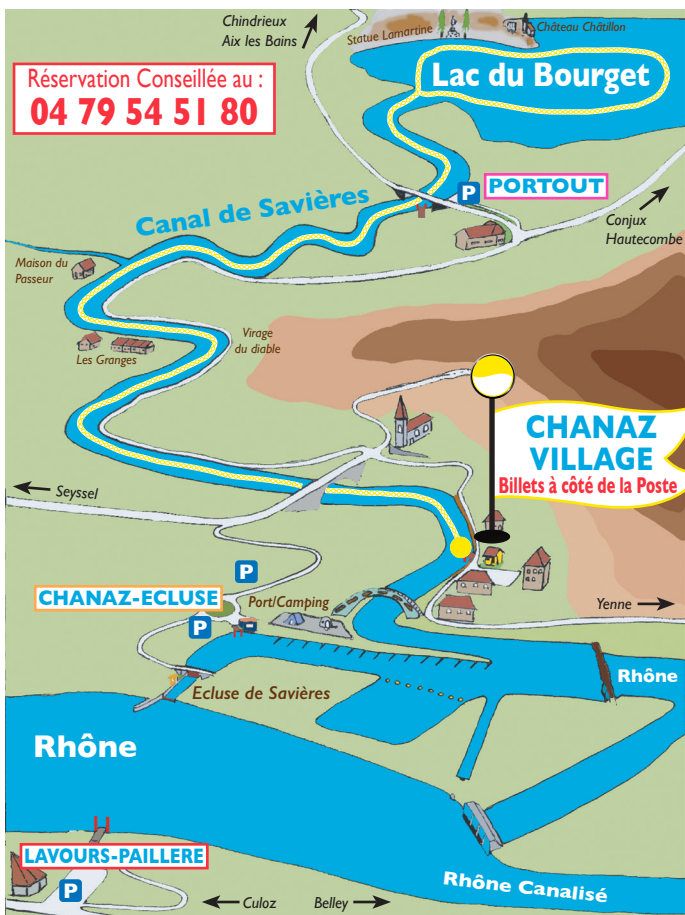 Chindrieux
Aix les Bains
Statue Lamartine
Château Châtillon
Réservation Conseillée au :
04 79 54 51 80
Lac du Bourget
P
PORTOUT
Canal de Savières
Conjux
Hautecombe
Maison du
Passeur
Les Granges
Virage
du diable
CHANAZ
VILLAGE
Billets à côté de la Poste
Seyssel
P
CHANAZ-ECLUSE
Port/Camping
P
Yenne
Ecluse de Savières
Rhône
Rhône
LAVOURS-PAILLERE
P
Rhône Canalisé
Culoz
Belley